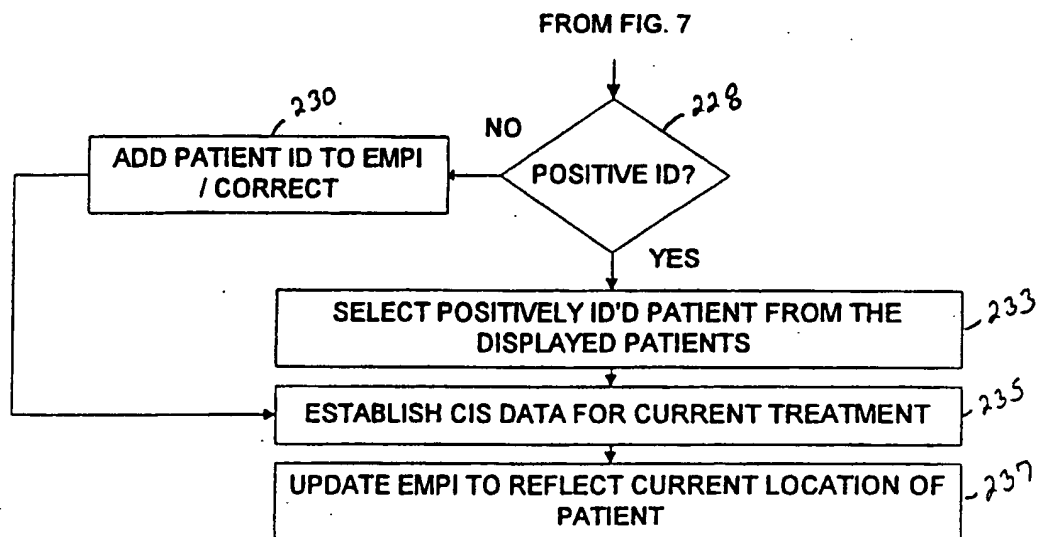 FROM FIG. 7
228
230
NO
ADD PATIENT ID TO EMPI
/ CORRECT
POSITIVE ID?
YES
SELECT POSITIVELY ID'D PATIENT FROM THE
DISPLAYED PATIENTS
233
ESTABLISH CIS DATA FOR CURRENT TREATMENT
235
UPDATE EMPI TO REFLECT CURRENT LOCATION OF
PATIENT
237